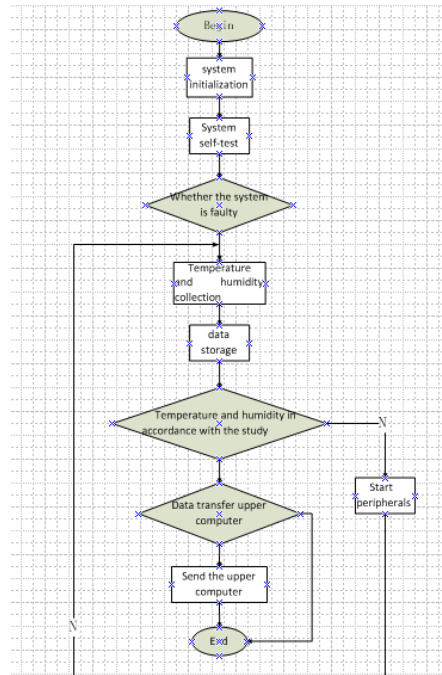 Begin
system
initialization
System
self-test
Whether the system
is faulty
Temperature
and humidity
collection
data
storage
Temperature and humidity in
accordance with the study
N
Start
peripherals
Data transfer upper
computer
Send the upper
computer
N
End